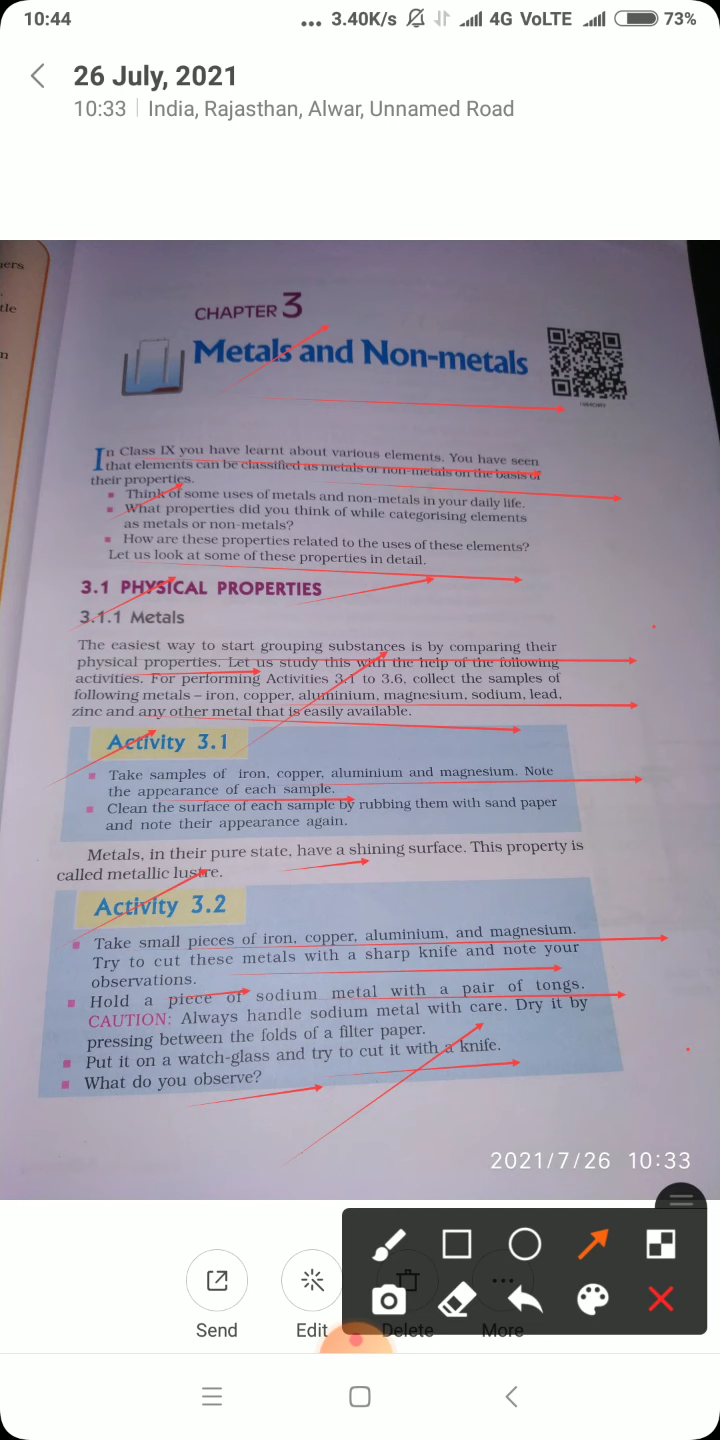 10:44
... 3.40K/s 4G VoLTE 73%
26 July, 2021
10:33 | India, Rajasthan, Alwar, Unnamed Road
ners
tle
n
CHAPTER 3
Metals and Non-metals
In Class IX you have learnt about various elements. You have seen
that elements can be classified as metals or non-metals on the basis of
their properties.
▪ Think of some uses of metals and non-metals in your daily life.
▪ What properties did you think of while categorising elements
as metals or non-metals?
▪ How are these properties related to the uses of these elements?
Let us look at some of these properties in detail.
3.1 PHYSICAL PROPERTIES
3.1.1 Metals
The easiest way to start grouping substances is by comparing their
physical properties. Let us study this with the help of the following
activities. For performing Activities 3.1 to 3.6, collect the samples of
following metals – iron, copper, aluminium, magnesium, sodium, lead,
zinc and any other metal that is easily available.
Activity 3.1
▪ Take samples of iron, copper, aluminium and magnesium. Note
the appearance of each sample.
▪ Clean the surface of each sample by rubbing them with sand paper
and note their appearance again.
Metals, in their pure state, have a shining surface. This property is
called metallic lustre.
Activity 3.2
▪ Take small pieces of iron, copper, aluminium, and magnesium.
Try to cut these metals with a sharp knife and note your
observations.
▪ Hold a piece of sodium metal with a pair of tongs.
CAUTION: Always handle sodium metal with care. Dry it by
pressing between the folds of a filter paper.
▪ Put it on a watch-glass and try to cut it with a knife.
▪ What do you observe?
2021/7/26 10:33
Send
Edit
Delete
More